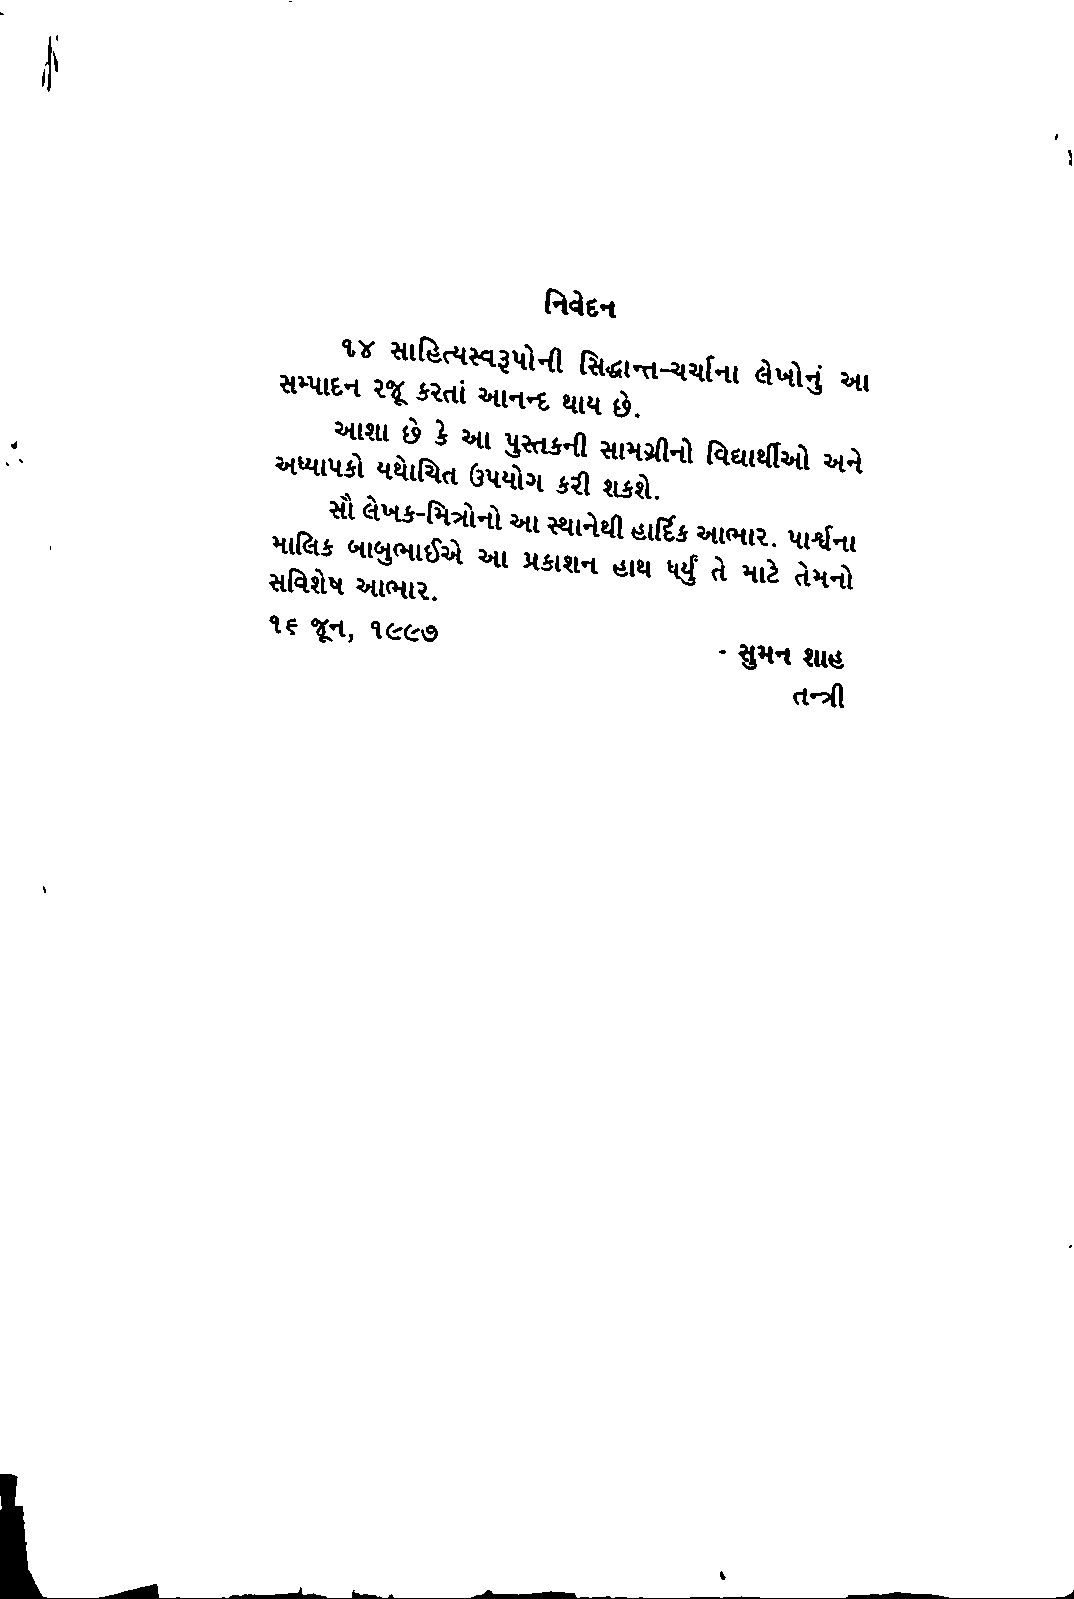 નિવેદન
૧૪ સાહિત્યસ્વરૂપોની સિદ્ધાન્ત-ચર્ચાના લેખોનું આ
સમ્પાદન રજૂ કરતાં આનન્દ થાય છે.
આશા છે કે આ પુસ્તકની સામગ્રીનો વિદ્યાર્થીઓ અને
અધ્યાપકો યથોચિત ઉપયોગ કરી શકશે.
સૌ લેખક-મિત્રોનો આ સ્થાનેથી હાર્દિક આભાર. પાર્શ્વના
માલિક બાબુભાઈએ આ પ્રકાશન હાથ ધર્યું તે માટે તેમનો
સવિશેષ આભાર.
૧૬ જૂન, ૧૯૯૭
- સુમન શાહ
તન્ત્રી